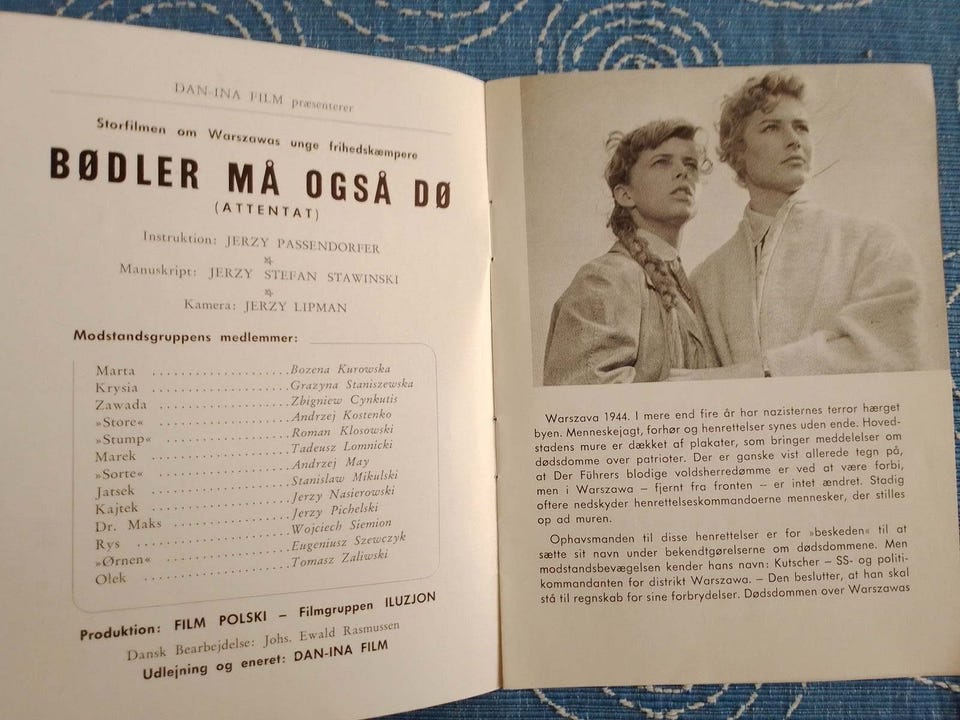 DAN-INA FILM præsenterer
Storfilmen om Warszawas unge frihedskæmpere
BØDLER MÅ OGSÅ DØ
(ATTENTAT)
Instruktion: JERZY PASSENDORFER
Manuskript: JERZY STEFAN STAWINSKI
Kamera: JERZY LIPMAN
Modstandsgruppens medlemmer:
Marta ........................ Bozena Kurowska
Krysia ........................ Grazyna Staniszewska
Zawada ........................ Zbigniew Cynkutis
»Store« ........................ Andrzej Kostenko
»Stump« ........................ Roman Klosowski
Marek ........................ Tadeusz Lomnicki
»Sorte« ........................ Andrzej May
Jatsek ........................ Stanislaw Mikulski
Kajtek ........................ Jerzy Nasierowski
Dr. Maks ........................ Jerzy Pichelski
Rys ........................ Wojciech Siemion
»Ørnen« ........................ Eugeniusz Szewczyk
Olek ........................ Tomasz Zaliwski
Produktion: FILM POLSKI – Filmgruppen ILUZJON
Dansk Bearbejdelse: Johs. Ewald Rasmussen
Udlejning og eneret: DAN-INA FILM
Warszava 1944. I mere end fire år har nazisternes terror hærget
byen. Menneskejagt, forhør og henrettelser synes uden ende. Hoved-
stadens mure er dækket af plakater, som bringer meddelelser om
dødsdomme over patrioter. Der er ganske vist allerede tegn på,
at Der Führers blodige voldsherredømme er ved at være forbi,
men i Warszawa – fjernt fra fronten – er intet ændret. Stadig
oftere nedskyder henrettelseskommandoerne mennesker, der stilles
op ad muren.
Ophavsmanden til disse henrettelser er for »beskeden« til at
sætte sit navn under bekendtgørelserne om dødsdommene. Men
modstandsbevægelsen kender hans navn: Kutscher – SS- og politi-
kommandanten for distrikt Warszawa. – Den beslutter, at han skal
stå til regnskab for sine forbrydelser. Dødsdommen over Warszawas